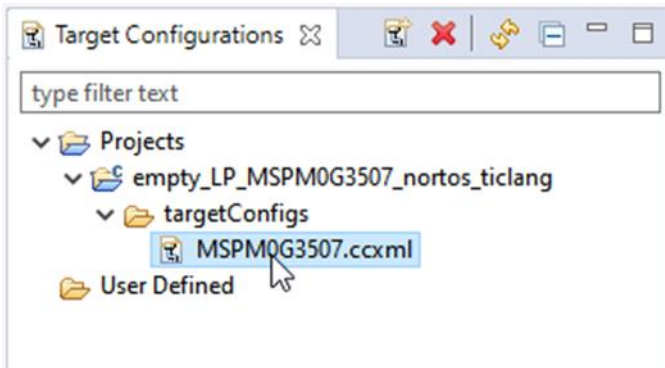 Target Configurations
type filter text
Projects
empty_LP_MSPM0G3507_nortos_ticlang
targetConfigs
MSPM0G3507.ccxml
User Defined